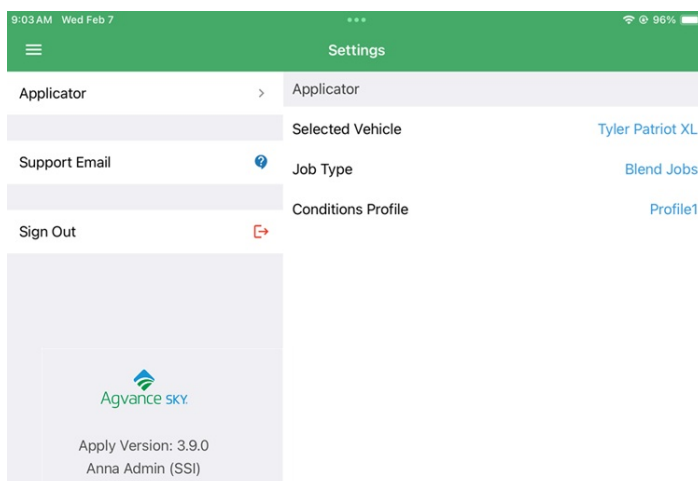 9:03 AM Wed Feb 7 96%
Settings
Applicator
Support Email
Sign Out
Agvance SKY
Apply Version: 3.9.0
Anna Admin (SSI)
Applicator
Selected Vehicle Tyler Patriot XL
Job Type Blend Jobs
Conditions Profile Profile1